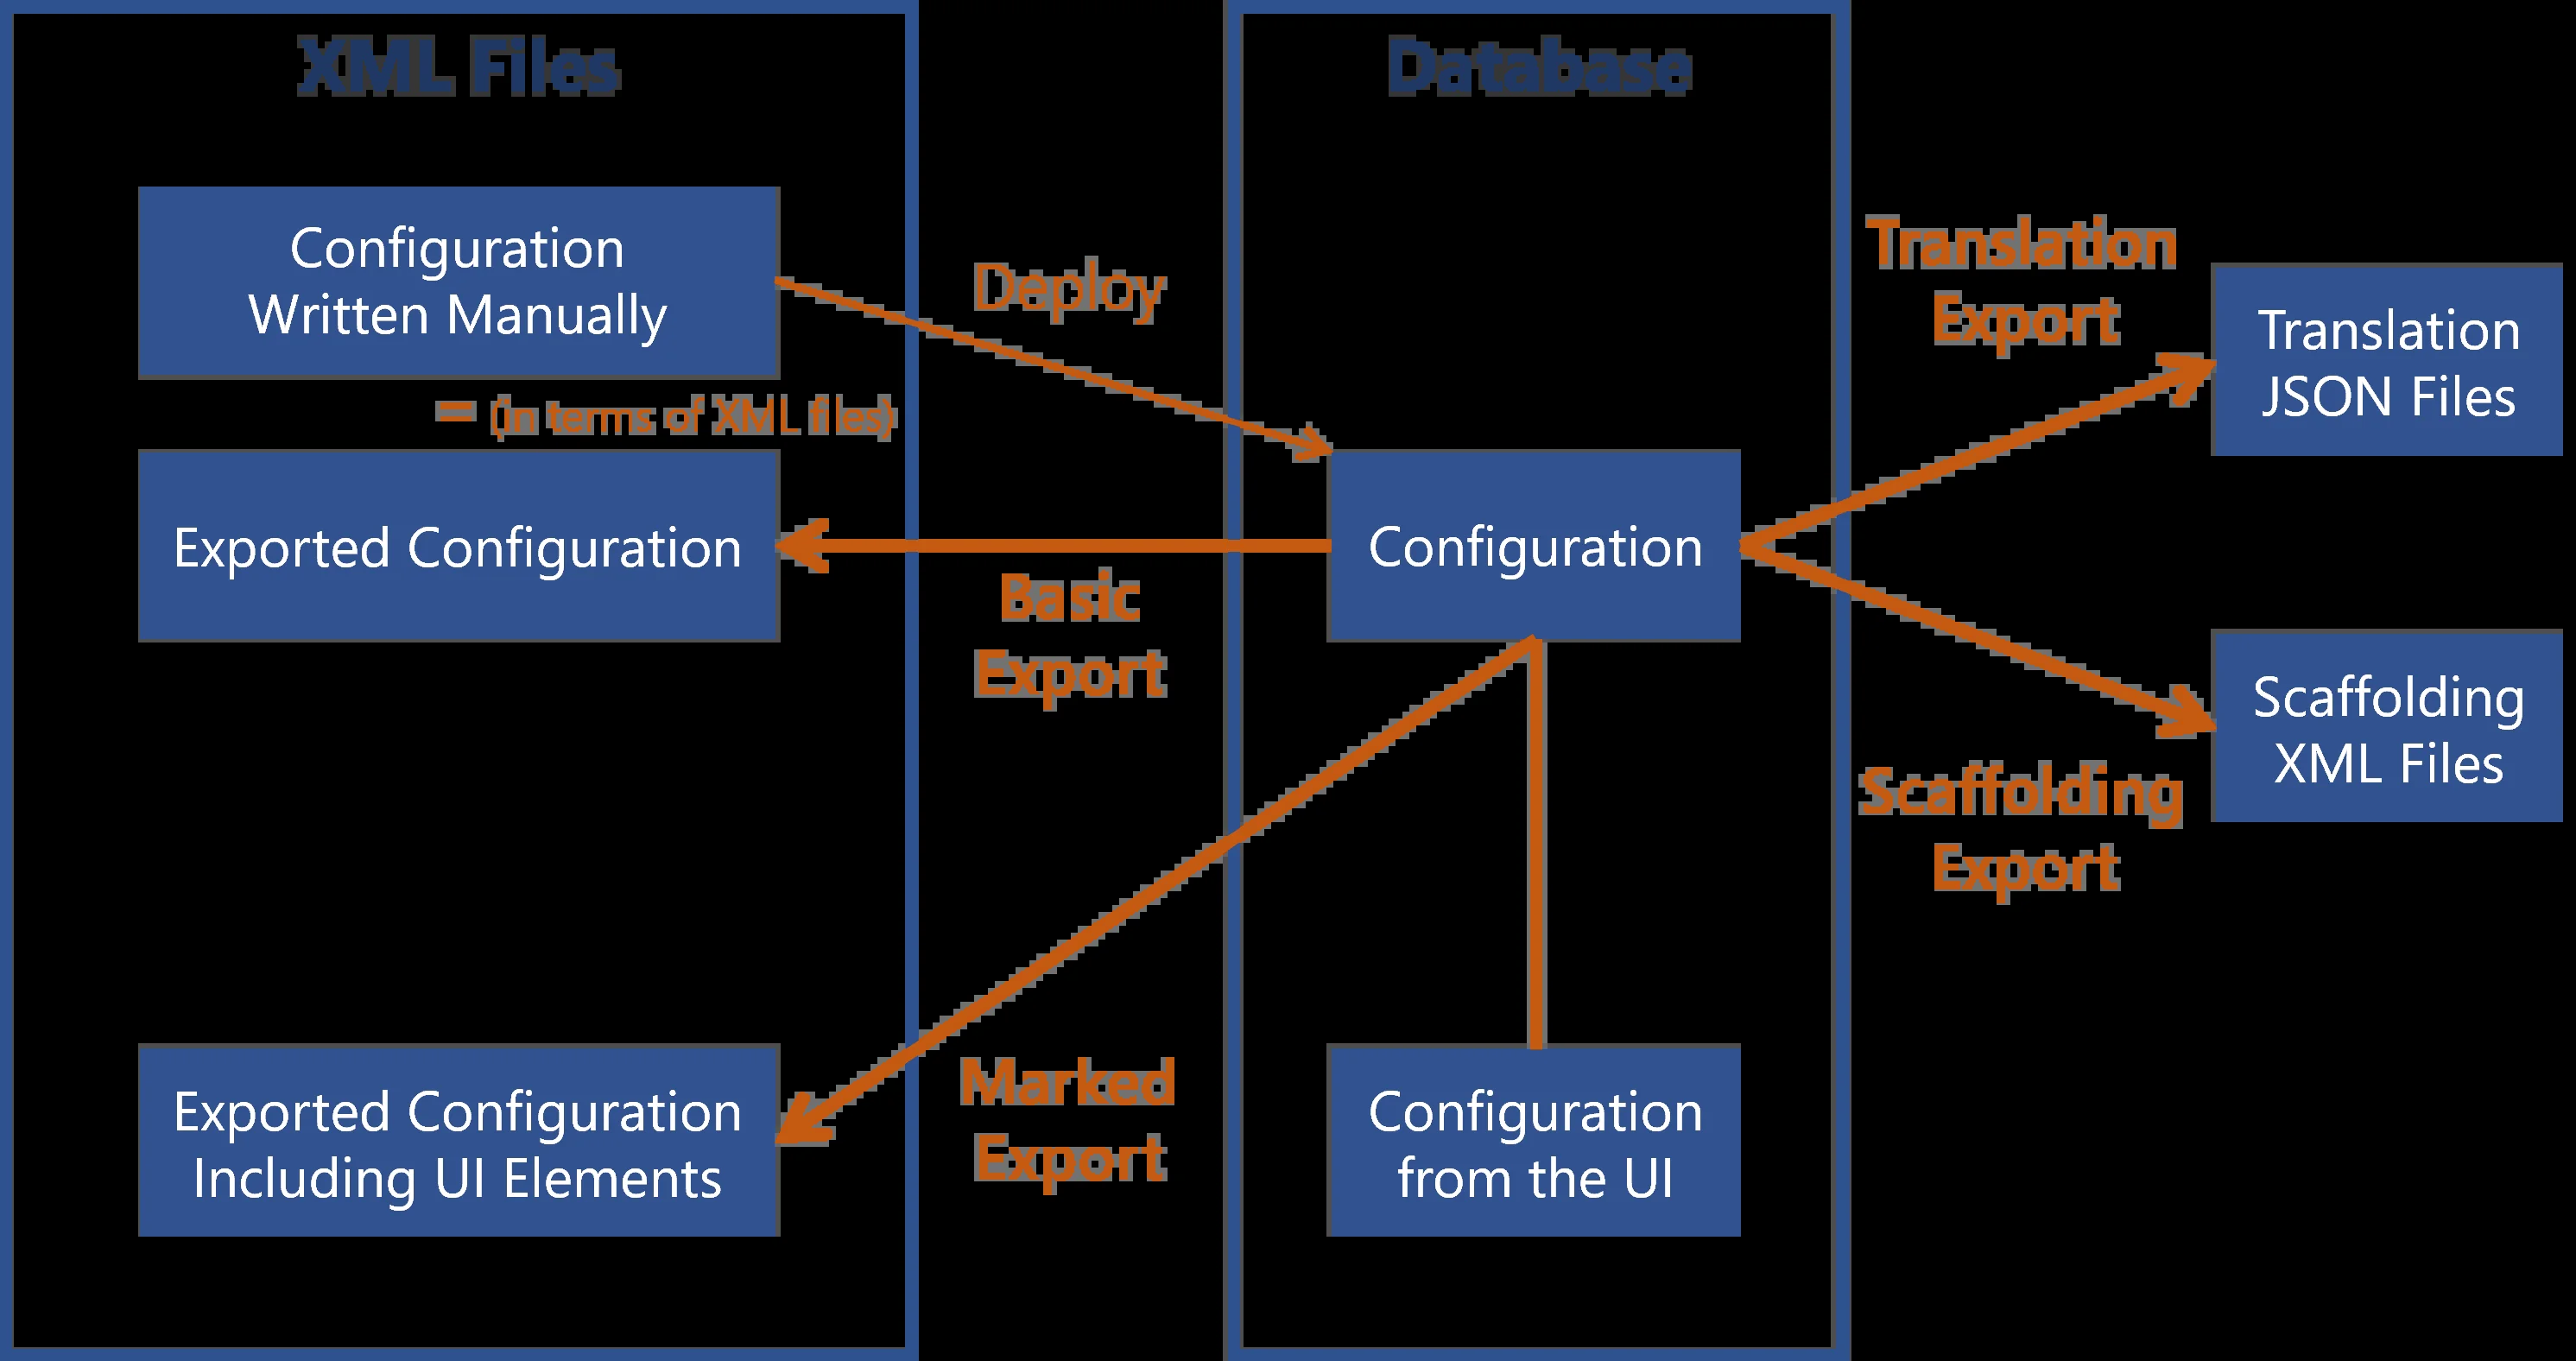 XML Files
Database
Configuration
Written Manually
Deploy
Translation
Export
Translation
JSON Files
= (in terms of XML files)
Exported Configuration
Configuration
Basic
Export
Scaffolding
XML Files
Scaffolding
Export
Exported Configuration
Including UI Elements
Marked
Export
Configuration
from the UI